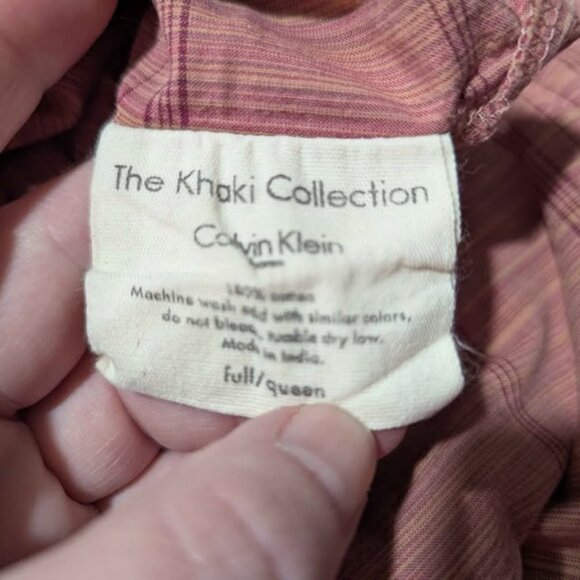 The Khaki Collection
Calvin Klein
100% cotton
Machine wash cold with similar colors,
do not bleach, tumble dry low.
Made in India.
full/queen